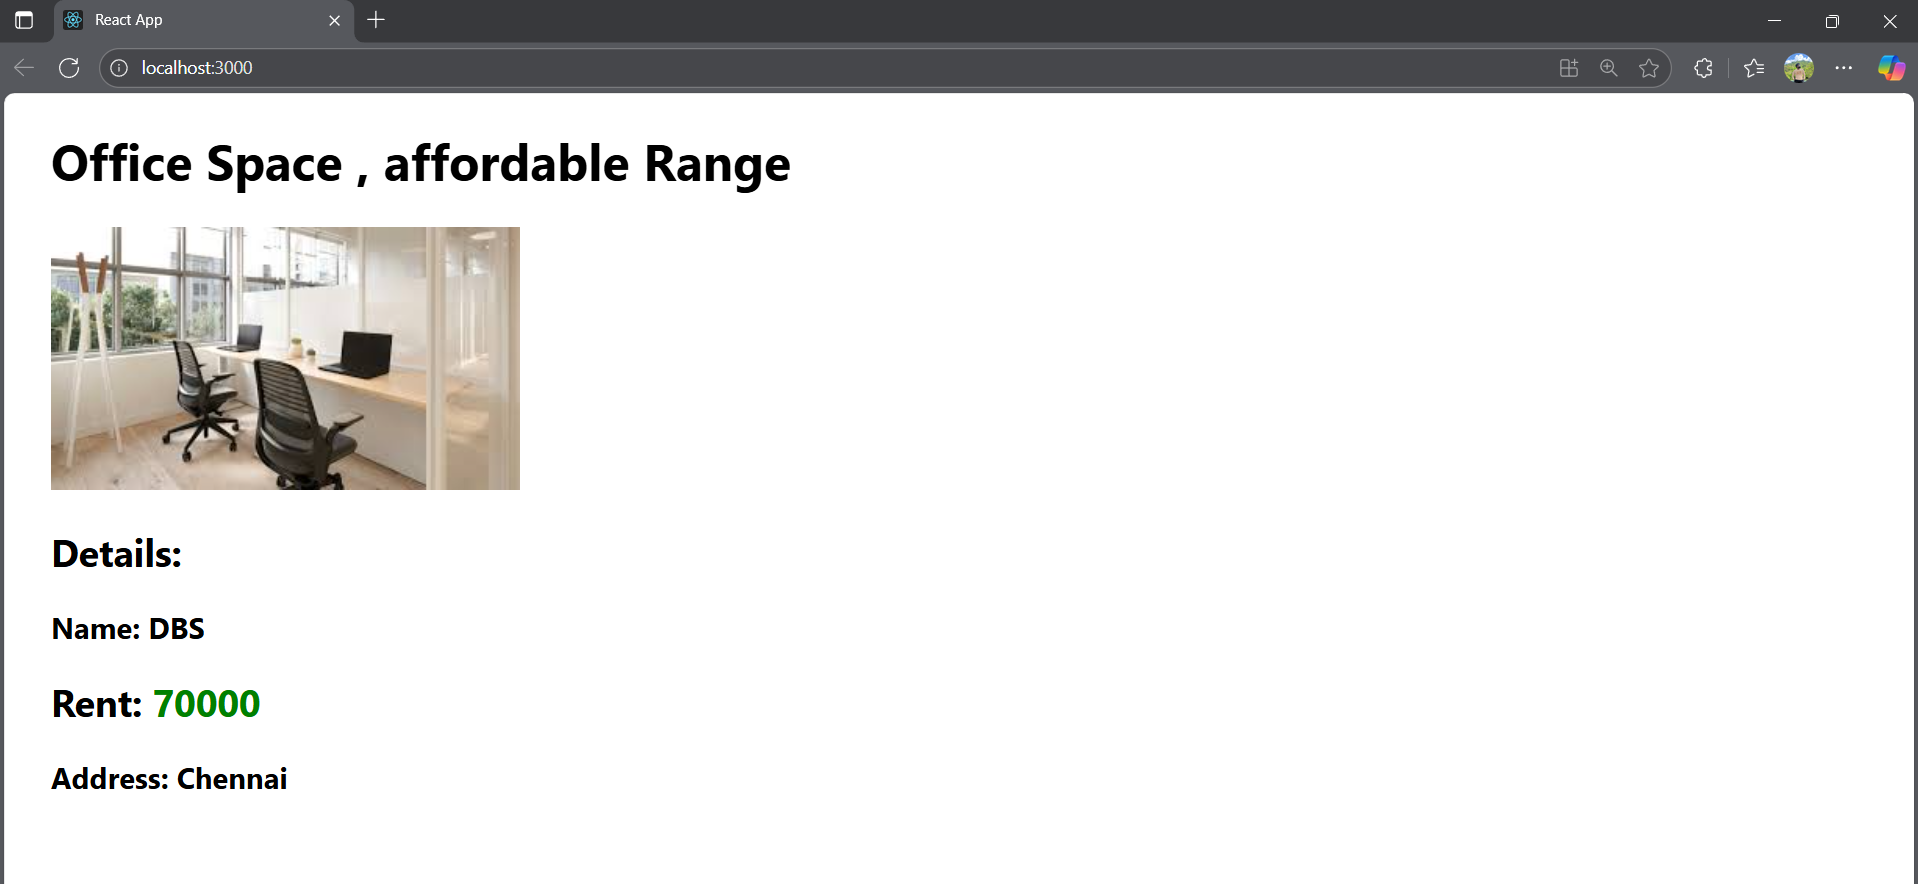 React App
localhost:3000
Office Space , affordable Range
Details:
Name: DBS
Rent: 70000
Address: Chennai